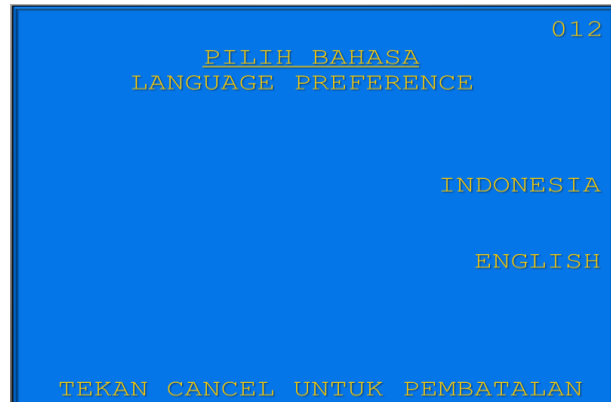 012
PILIH BAHASA
LANGUAGE PREFERENCE
INDONESIA
ENGLISH
TEKAN CANCEL UNTUK PEMBATALAN